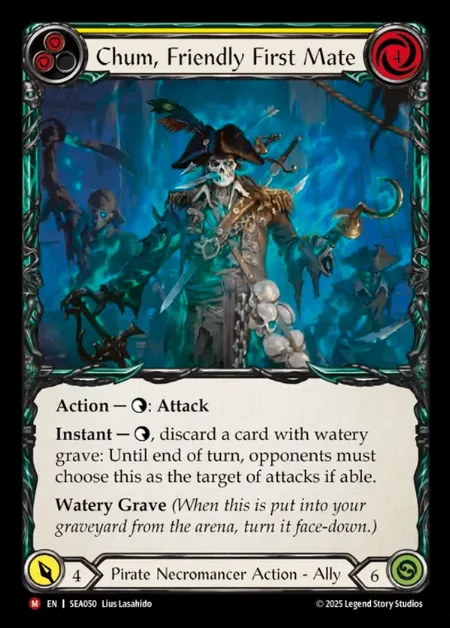 Chum, Friendly First Mate
4
Action — : Attack
Instant — , discard a card with watery
grave: Until end of turn, opponents must
choose this as the target of attacks if able.
Watery Grave (When this is put into your
graveyard from the arena, turn it face-down.)
4 Pirate Necromancer Action - Ally 6
M EN | SEA050 Lius Lasahido © 2025 Legend Story Studios